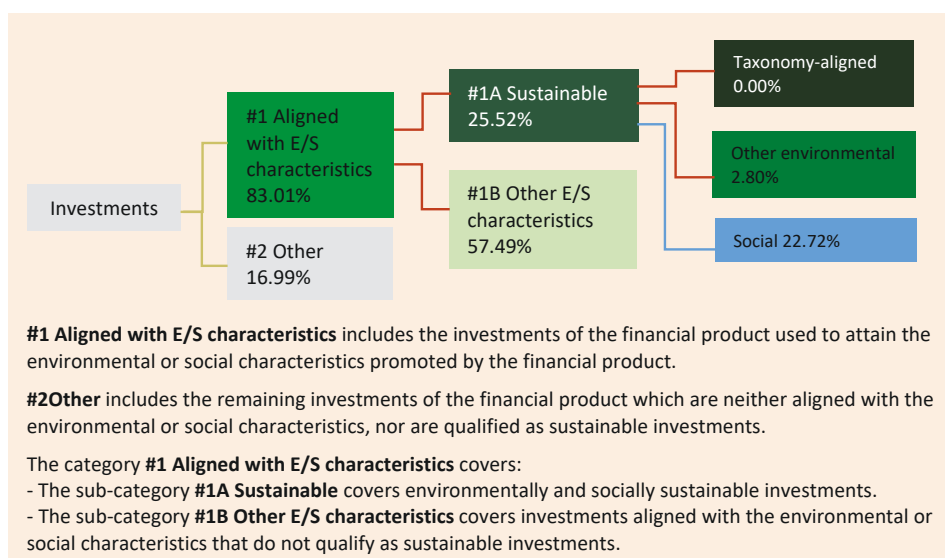 Investments
#1 Aligned
with E/S
characteristics
83.01%
#2 Other
16.99%
#1A Sustainable
25.52%
#1B Other E/S
characteristics
57.49%
Taxonomy-aligned
0.00%
Other environmental
2.80%
Social 22.72%
#1 Aligned with E/S characteristics includes the investments of the financial product used to attain the
environmental or social characteristics promoted by the financial product.
#2Other includes the remaining investments of the financial product which are neither aligned with the
environmental or social characteristics, nor are qualified as sustainable investments.
The category #1 Aligned with E/S characteristics covers:
- The sub-category #1A Sustainable covers environmentally and socially sustainable investments.
- The sub-category #1B Other E/S characteristics covers investments aligned with the environmental or
social characteristics that do not qualify as sustainable investments.